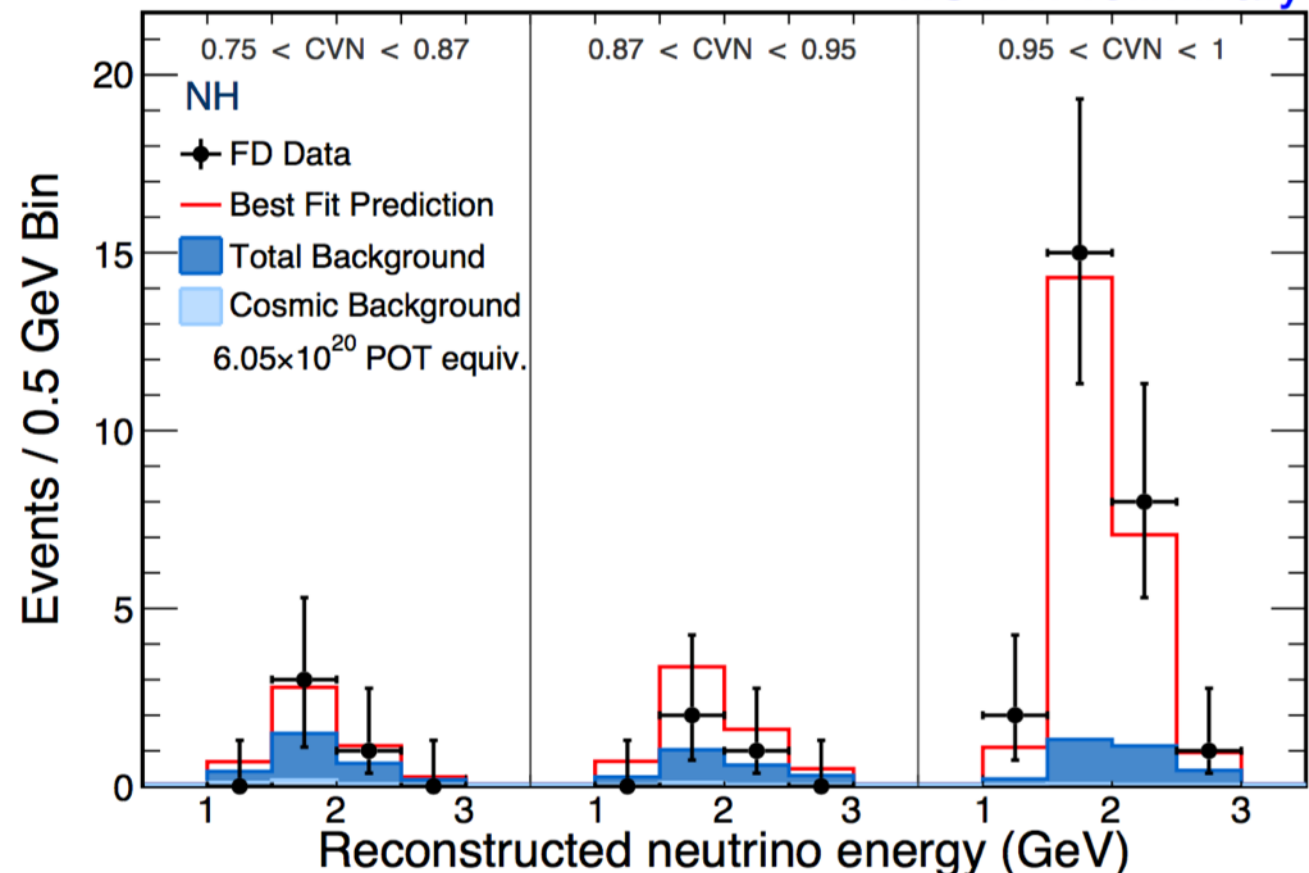 0.75 < CVN < 0.87
0.87 < CVN < 0.95
0.95 < CVN < 1
NH
FD Data
Best Fit Prediction
Total Background
Cosmic Background
6.05×10²⁰ POT equiv.
Events / 0.5 GeV Bin
20
15
10
5
0
1 2 3 1 2 3 1 2 3
Reconstructed neutrino energy (GeV)